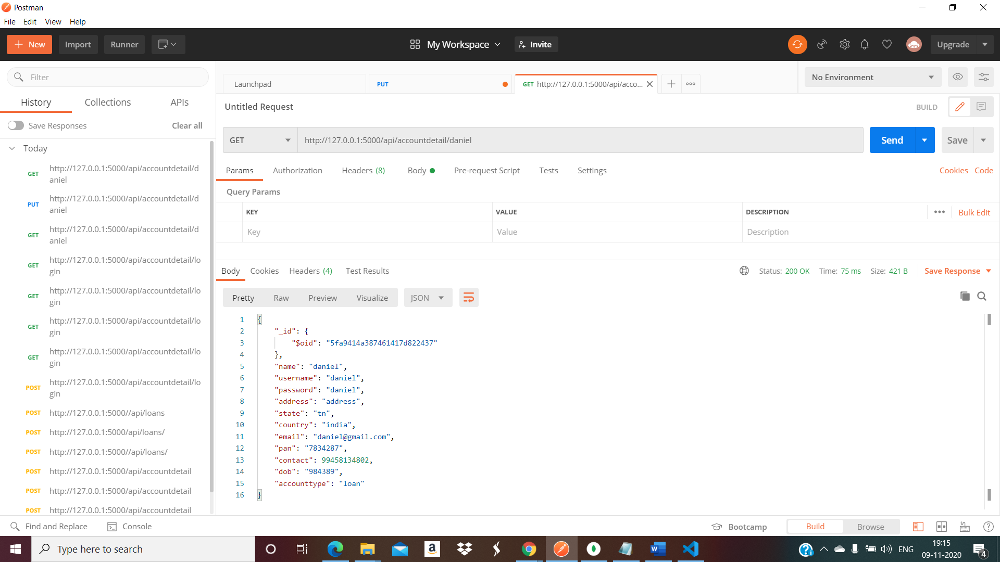 Postman
File Edit View Help
New Import Runner My Workspace Invite Upgrade
Filter
Launchpad PUT GET http://127.0.0.1:5000/api/acco... No Environment
History Collections APIs
Untitled Request BUILD
Save Responses Clear all
Today
GET http://127.0.0.1:5000/api/accountdetail/d
aniel
PUT http://127.0.0.1:5000/api/accountdetail/d
aniel
GET http://127.0.0.1:5000/api/accountdetail/d
aniel
GET http://127.0.0.1:5000/api/accountdetail/lo
gin
GET http://127.0.0.1:5000/api/accountdetail/lo
gin
GET http://127.0.0.1:5000/api/accountdetail/lo
gin
GET http://127.0.0.1:5000/api/accountdetail/lo
gin
POST http://127.0.0.1:5000/api/accountdetail/lo
gin
POST http://127.0.0.1:5000//api/loans
POST http://127.0.0.1:5000/api/loans/
POST http://127.0.0.1:5000//api/loans/
POST http://127.0.0.1:5000/api/accountdetail
POST http://127.0.0.1:5000/api/accountdetail
POST http://127.0.0.1:5000/api/accountdetail
GET http://127.0.0.1:5000/api/accountdetail/daniel Send Save
Params Authorization Headers (8) Body Pre-request Script Tests Settings Cookies Code
Query Params
KEY VALUE DESCRIPTION Bulk Edit
Key Value Description
Body Cookies Headers (4) Test Results Status: 200 OK Time: 75 ms Size: 421 B Save Response
Pretty Raw Preview Visualize JSON
1 {
2 "_id": {
3 "$oid": "5fa9414a387461417d822437"
4 },
5 "name": "daniel",
6 "username": "daniel",
7 "password": "daniel",
8 "address": "address",
9 "state": "tn",
10 "country": "india",
11 "email": "daniel@gmail.com",
12 "pan": "7834287",
13 "contact": 99458134802,
14 "dob": "984389",
15 "accounttype": "loan"
16 }
Find and Replace Console Bootcamp Build Browse
Type here to search ENG 19:15
09-11-2020 4